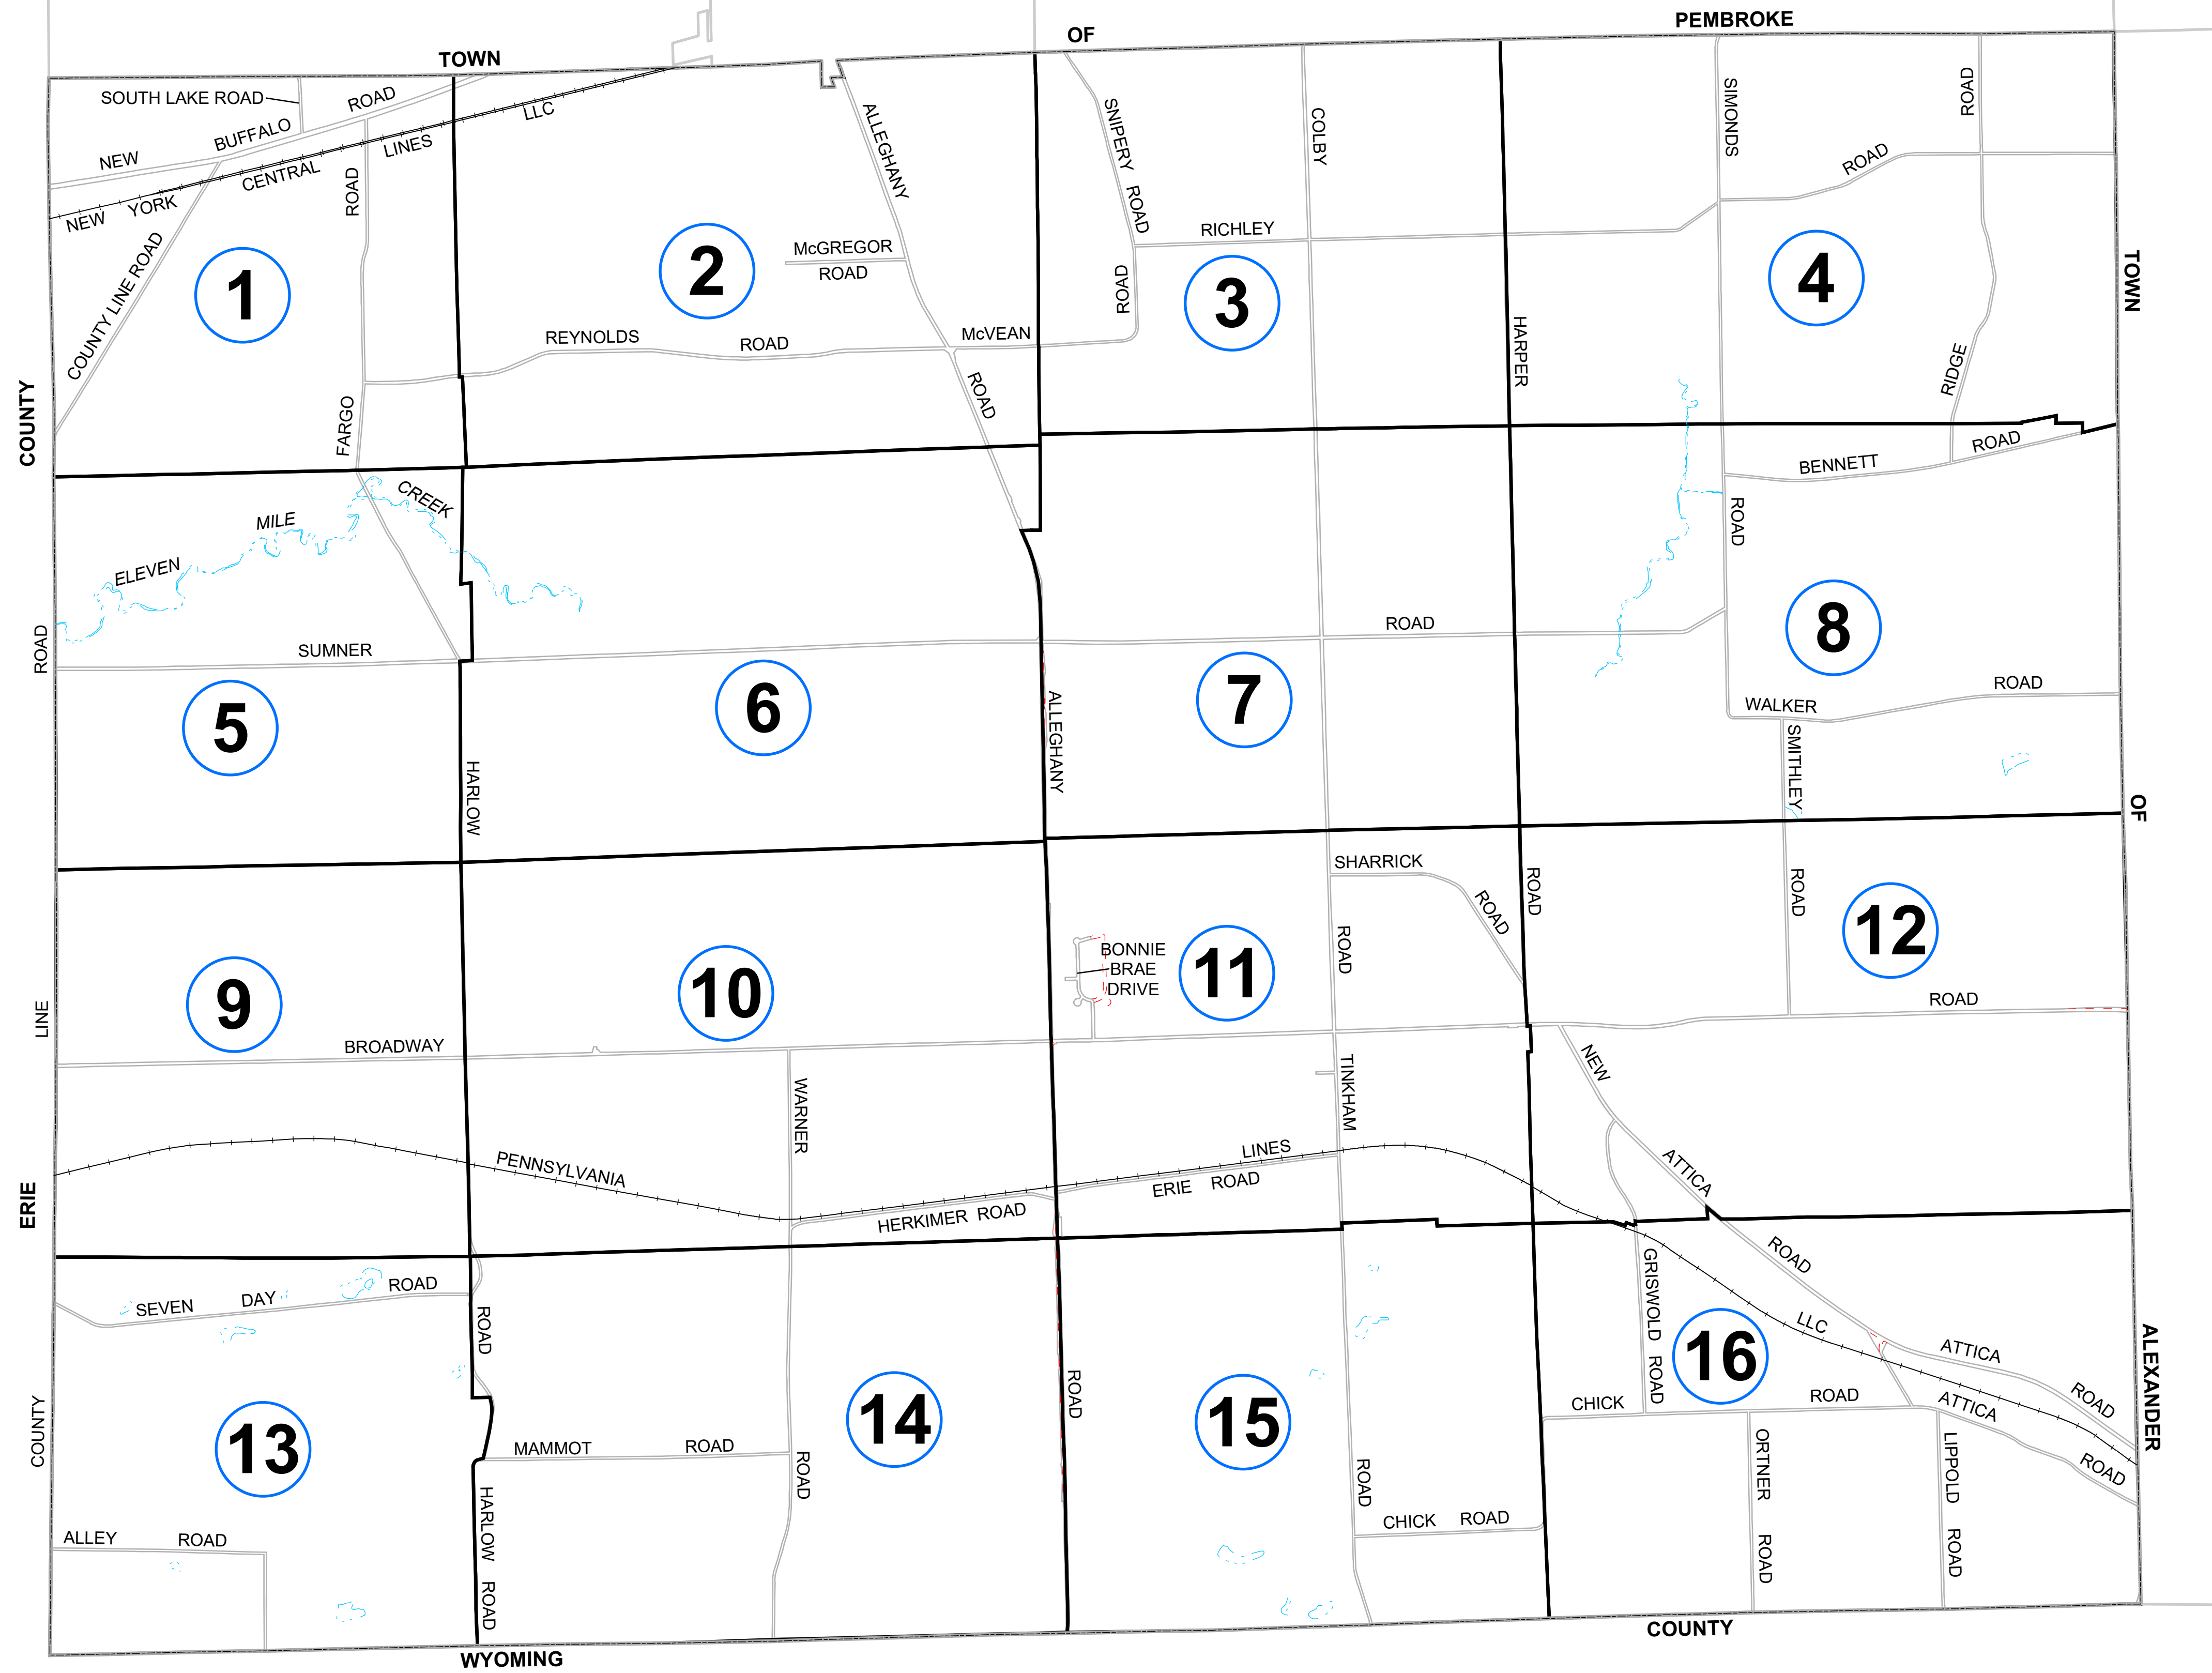 PEMBROKE
OF
TOWN
SOUTH LAKE ROAD
ROAD
BUFFALO
NEW
LLC
LINES
CENTRAL
YORK
NEW
ROAD
COUNTY LINE ROAD
FARGO
ALLEGHANY
SNIPERY ROAD
COLBY
SIMONDS
ROAD
ROAD
RICHLEY
McGREGOR
ROAD
ROAD
1
2
3
4
TOWN
REYNOLDS
ROAD
McVEAN
HARPER
RIDGE
ROAD
COUNTY
BENNETT
ROAD
CREEK
MILE
ELEVEN
ROAD
ROAD
SUMNER
ROAD
5
6
7
8
WALKER
ROAD
HARLOW
ALLEGHANY
SMITHLEY
OF
SHARRICK
ROAD
ROAD
ROAD
ROAD
BONNIE
BRAE
DRIVE
9
10
11
12
LINE
BROADWAY
ROAD
WARNER
TINKHAM
NEW
PENNSYLVANIA
LINES
ERIE ROAD
HERKIMER ROAD
ATTICA
ROAD
ERIE
SEVEN
DAY
ROAD
ROAD
GRISWOLD ROAD
LLC
ATTICA
ROAD
ALEXANDER
13
14
15
16
COUNTY
ROAD
CHICK
ROAD
ATTICA
ROAD
MAMMOT
ROAD
ROAD
ROAD
ORTNER ROAD
LIPPOLD ROAD
HARLOW ROAD
CHICK ROAD
ALLEY
ROAD
COUNTY
WYOMING